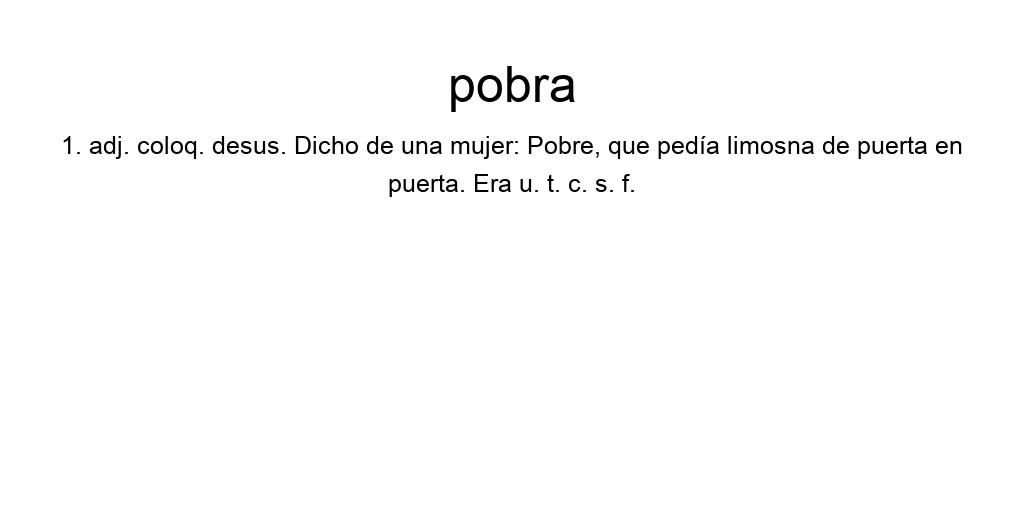 pobra
1. adj. coloq. desus. Dicho de una mujer: Pobre, que pedía limosna de puerta en
puerta. Era u. t. c. s. f.